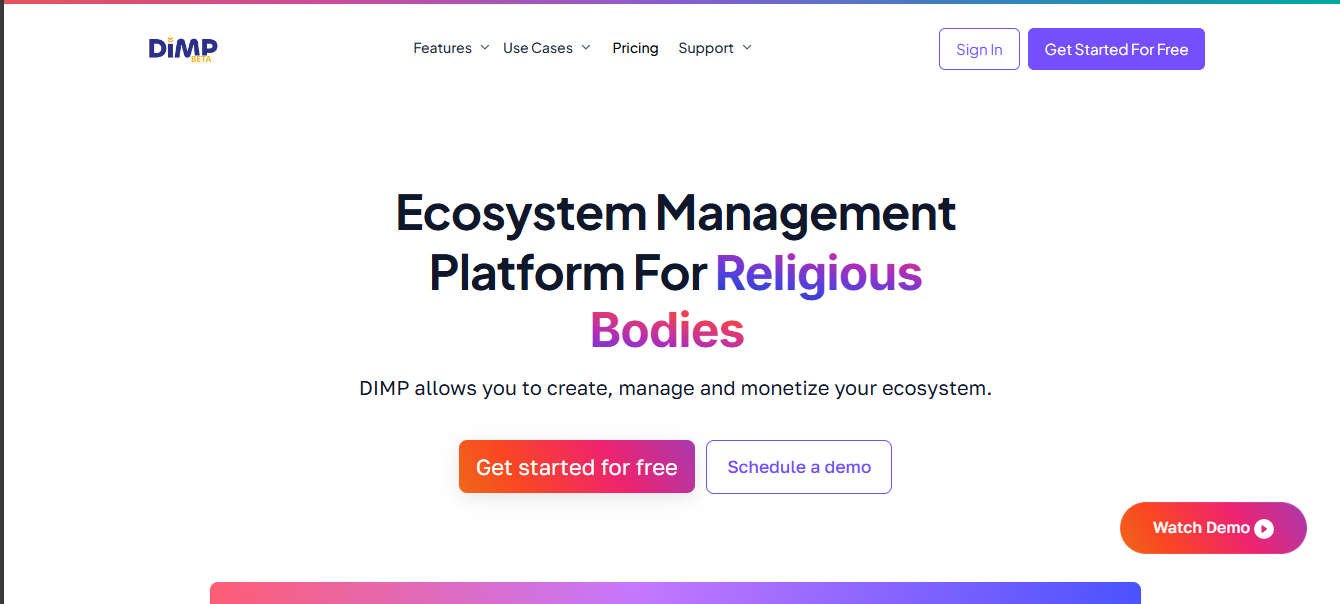 DiMP
BETA
Features
Use Cases
Pricing
Support
Sign In
Get Started For Free
Ecosystem Management
Platform For Religious
Bodies
DIMP allows you to create, manage and monetize your ecosystem.
Get started for free
Schedule a demo
Watch Demo